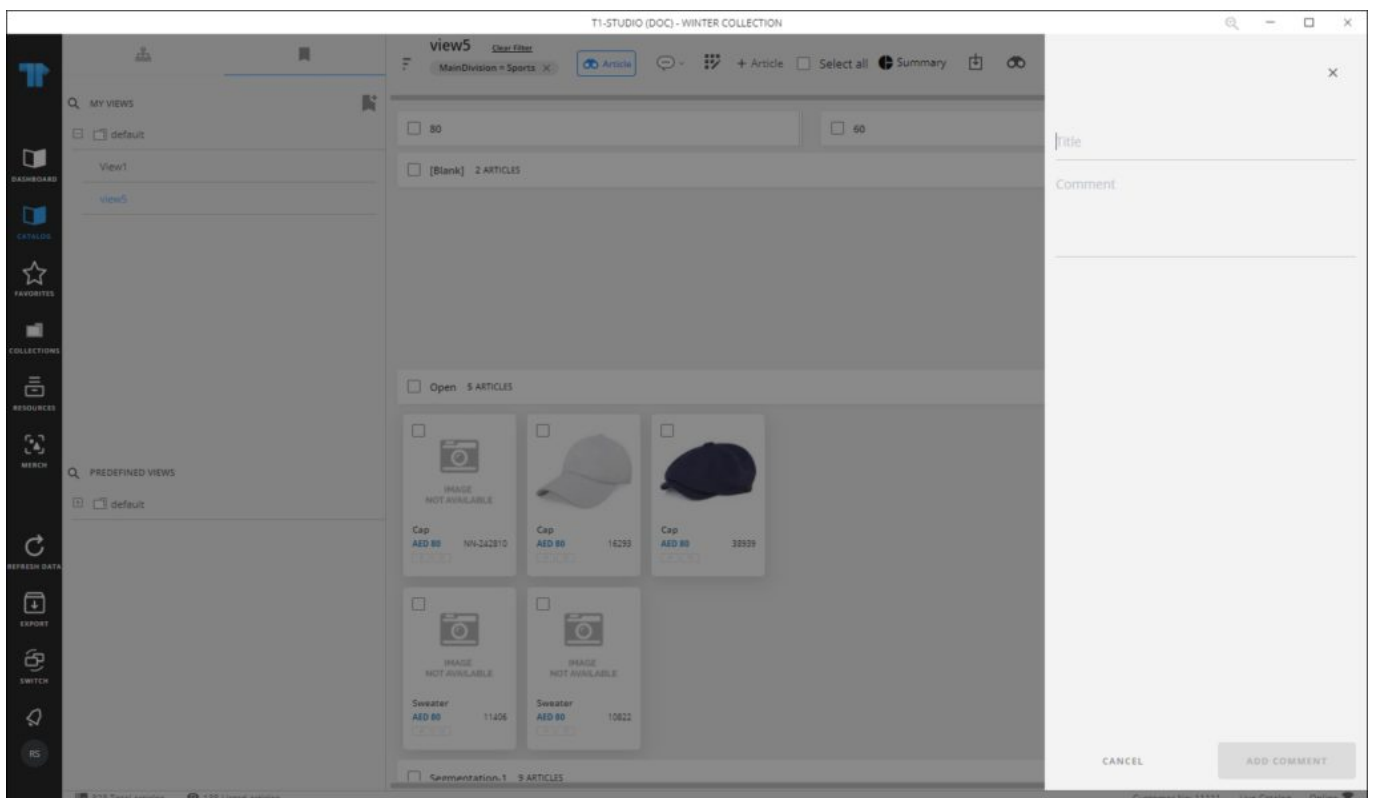 T1-STUDIO (DOC) - WINTER COLLECTION
DASHBOARD
CATALOG
FAVORITES
COLLECTIONS
RESOURCES
MERCH
REFRESH DATA
EXPORT
SWITCH
RS
MY VIEWS
default
View1
view5
PREDEFINED VIEWS
default
view5 Clear Filter
MainDivision = Sports
Article
+ Article
Select all
Summary
80
60
[Blank] 2 ARTICLES
Open 5 ARTICLES
IMAGE
NOT AVAILABLE
Cap
AED 80 NN-242810
Cap
AED 80 16293
Cap
AED 80 38939
IMAGE
NOT AVAILABLE
Sweater
AED 80 11406
IMAGE
NOT AVAILABLE
Sweater
AED 80 10822
Segmentation-1 9 ARTICLES
Title
Comment
CANCEL
ADD COMMENT